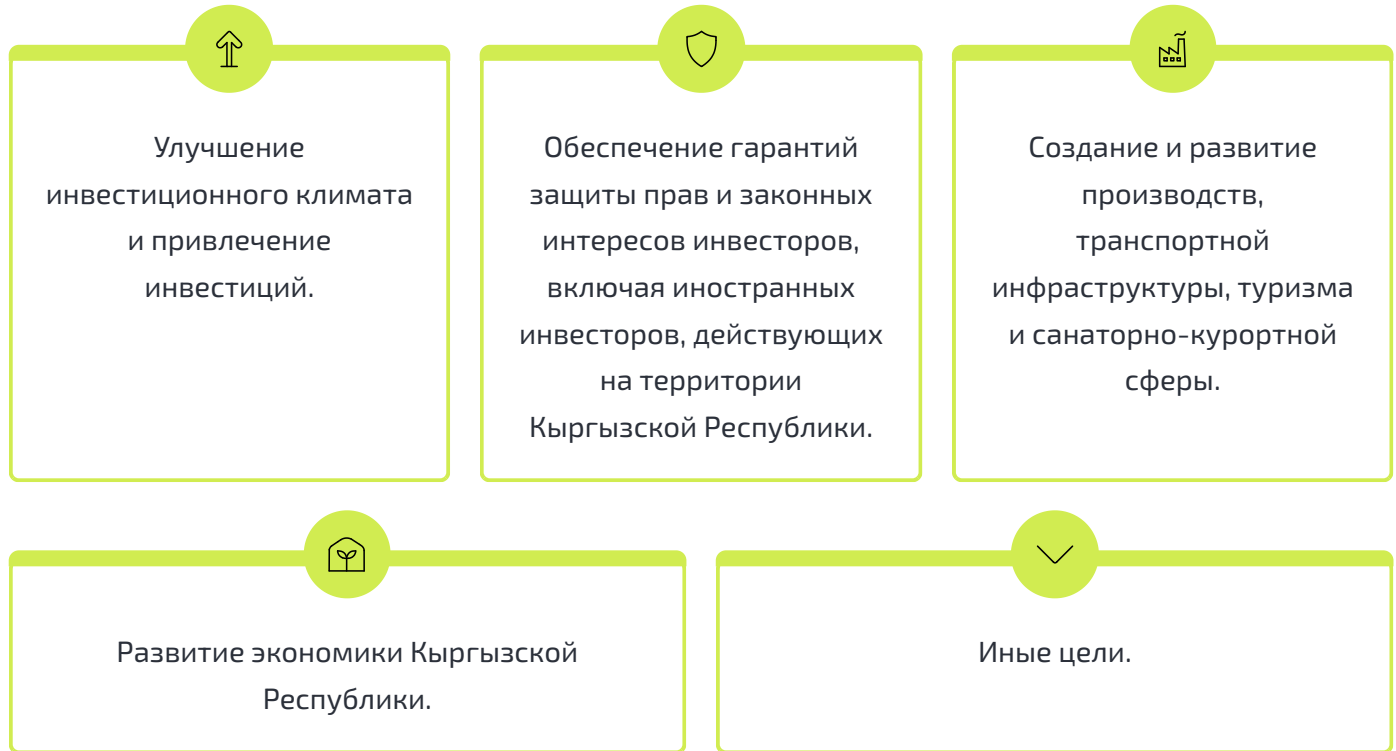 Улучшение
инвестиционного климата
и привлечение
инвестиций.
Обеспечение гарантий
защиты прав и законных
интересов инвесторов,
включая иностранных
инвесторов, действующих
на территории
Кыргызской Республики.
Создание и развитие
производств,
транспортной
инфраструктуры, туризма
и санаторно-курортной
сферы.
Развитие экономики Кыргызской
Республики.
Иные цели.